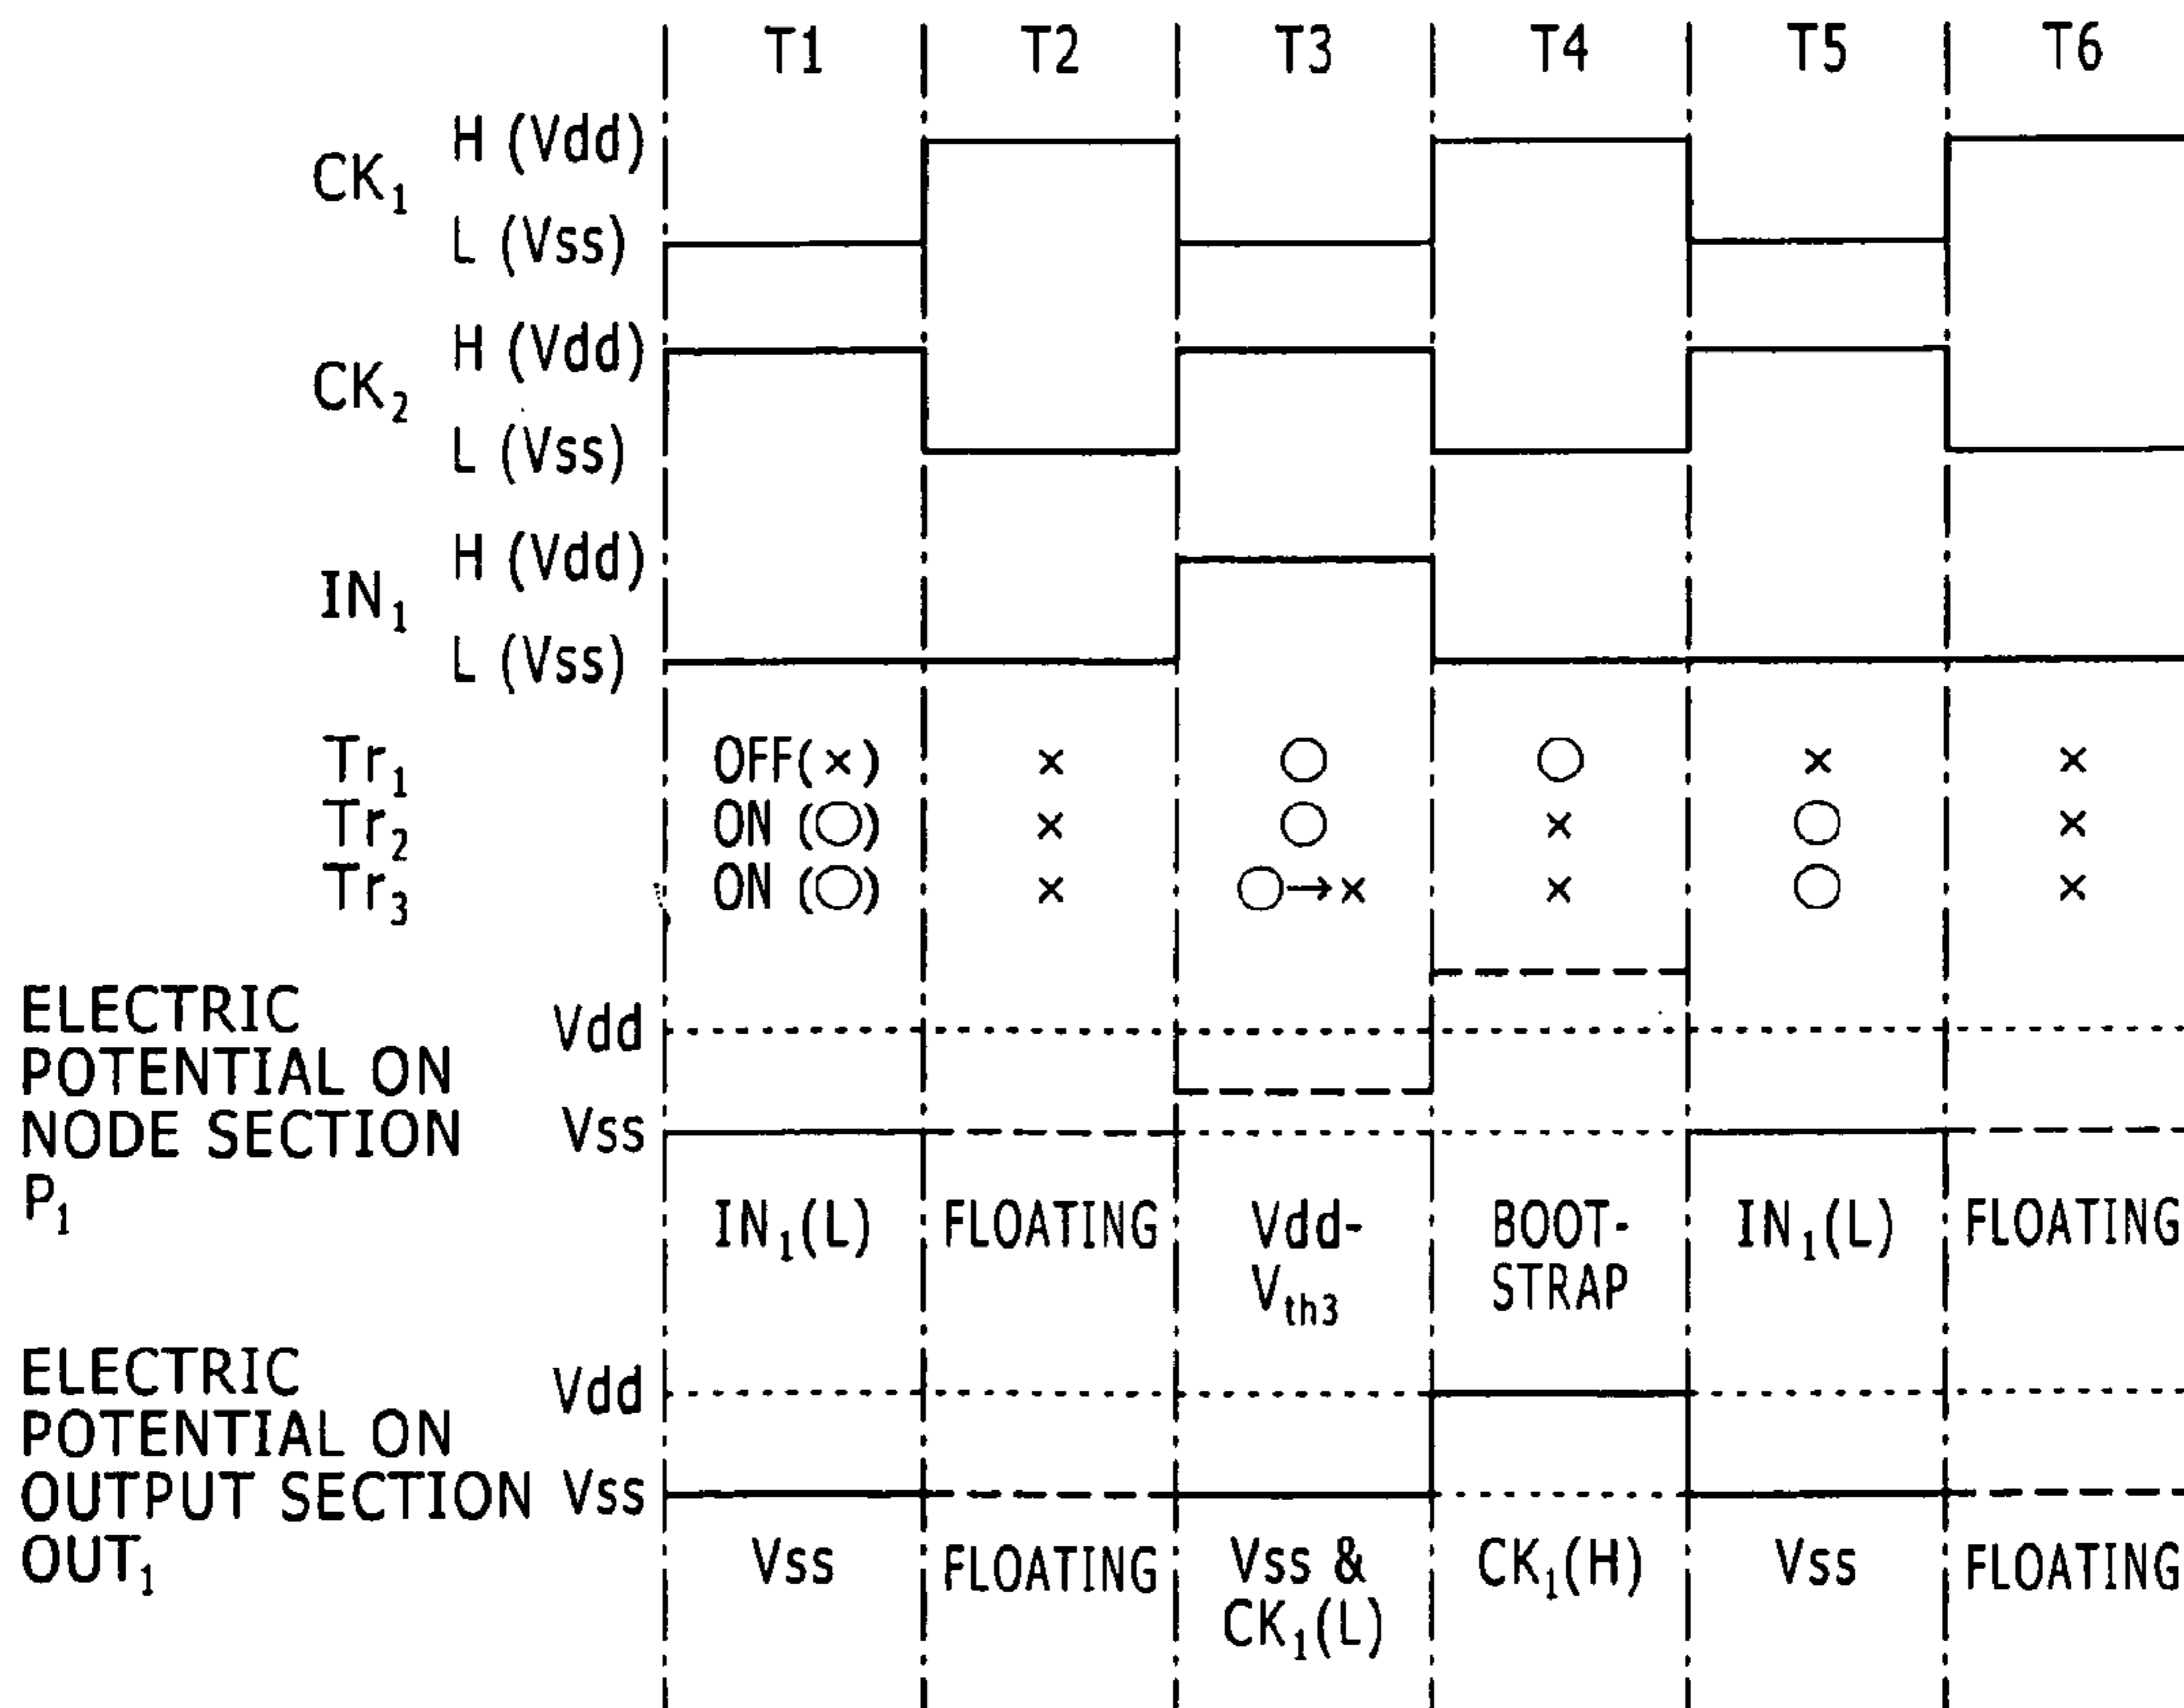 T1 T2 T3 T4 T5 T6
H (Vdd)
CK₁
L (Vss)
H (Vdd)
CK₂
L (Vss)
H (Vdd)
IN₁
L (Vss)
Tr₁ OFF(×) × ○ ○ × ×
Tr₂ ON (○) × ○ × ○ ×
Tr₃ ON (○) × ○→× × ○ ×
ELECTRIC
POTENTIAL ON
NODE SECTION
P₁
Vdd
Vss
IN₁(L) FLOATING Vdd- BOOT- IN₁(L) FLOATING
Vth3 STRAP
ELECTRIC
POTENTIAL ON
OUTPUT SECTION
OUT₁
Vdd
Vss
Vss FLOATING Vss & CK₁(H) Vss FLOATING
CK₁(L)